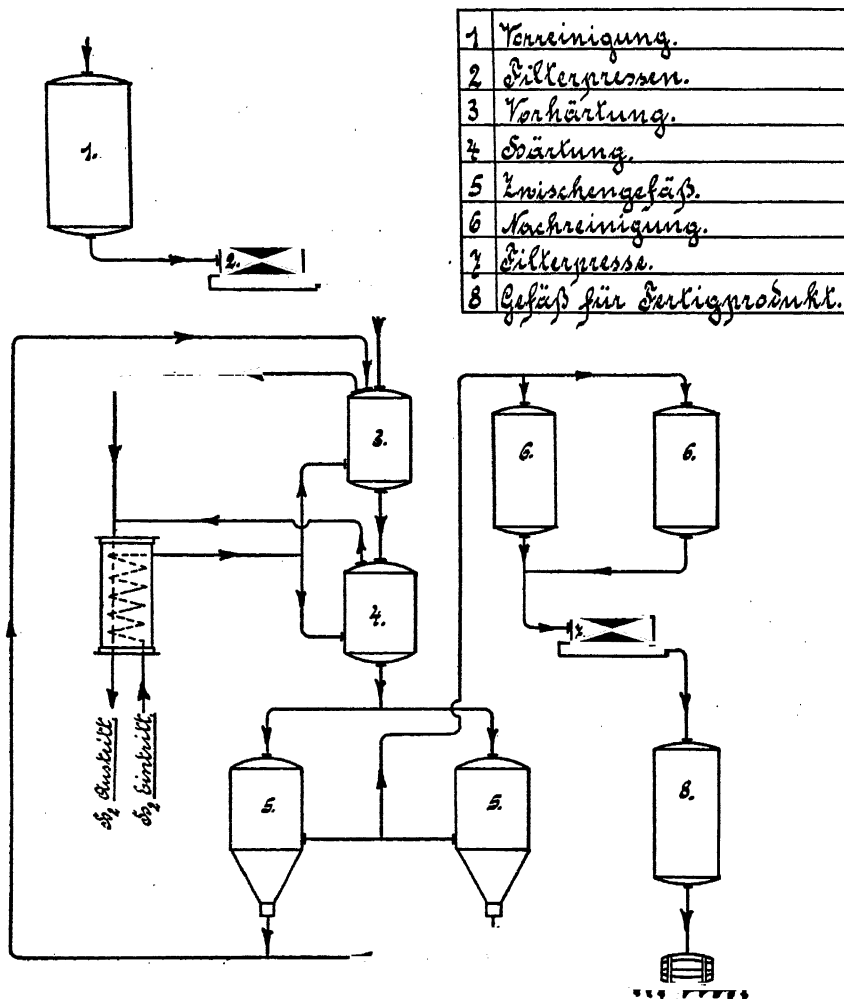 1 Vorreinigung.
2 Filterpressen.
3 Vorhärtung.
4 Härtung.
5 Zwischengefäß.
6 Nachreinigung.
7 Filterpresse.
8 Gefäß für Fertigprodukt.
1.
2.
3.
6.
6.
4.
7.
H₂ Austritt
H₂ Eintritt
5.
5.
8.